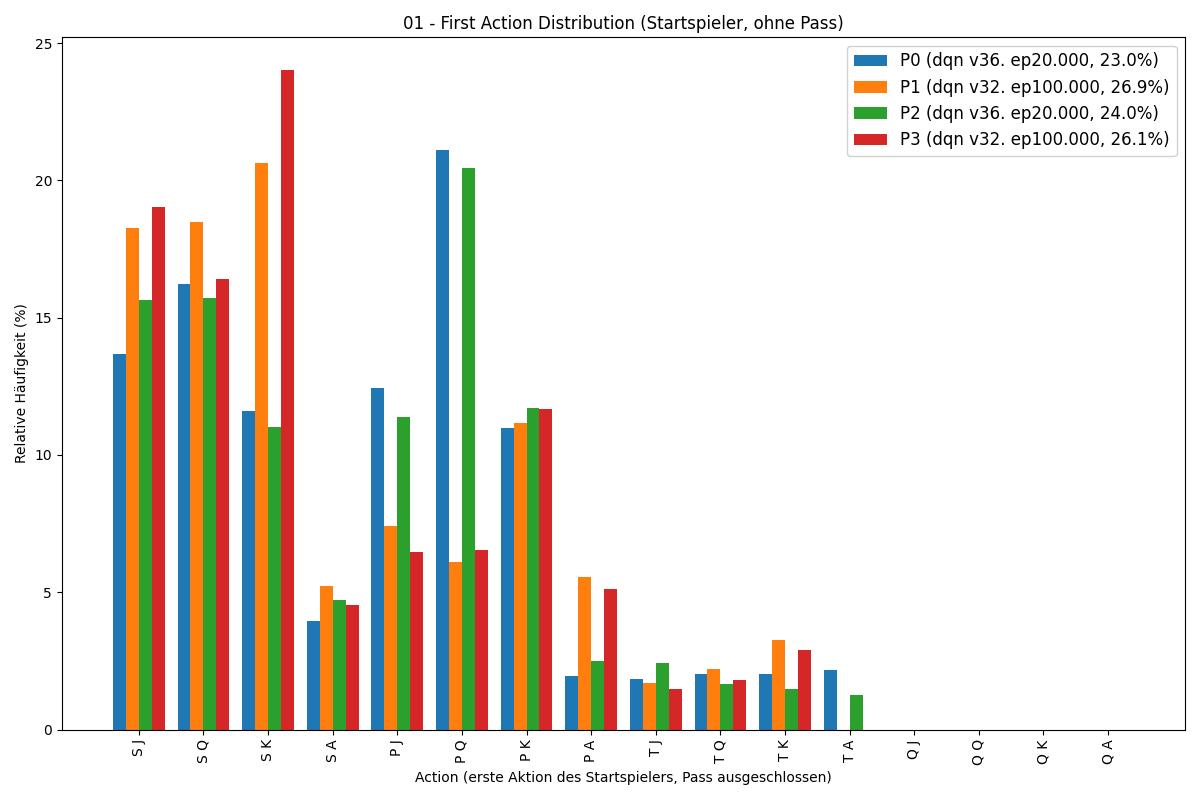 01 - First Action Distribution (Startspieler, ohne Pass)
P0 (dqn v36. ep20.000, 23.0%)
P1 (dqn v32. ep100.000, 26.9%)
P2 (dqn v36. ep20.000, 24.0%)
P3 (dqn v32. ep100.000, 26.1%)
Relative Häufigkeit (%)
25
20
15
10
5
0
S J
S Q
S K
S A
P J
P Q
P K
P A
T J
T Q
T K
T A
Q J
Q Q
Q K
Q A
Action (erste Aktion des Startspielers, Pass ausgeschlossen)